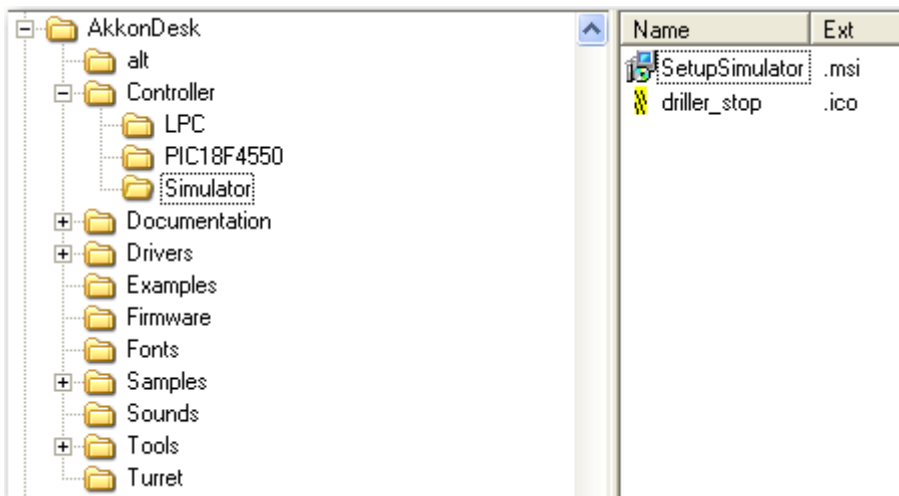 AkkonDesk
alt
Controller
LPC
PIC18F4550
Simulator
Documentation
Drivers
Examples
Firmware
Fonts
Samples
Sounds
Tools
Turret
Name Ext
SetupSimulator .msi
driller_stop .ico